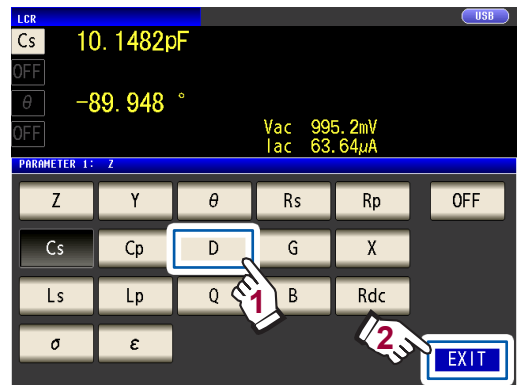 LCR USB
Cs 10.1482pF
OFF
θ -89.948 °
OFF
Vac 995.2mV
Iac 63.64μA
PARAMETER 1: Z
Z Y θ Rs Rp OFF
Cs Cp D G X
Ls Lp Q B Rdc
1
σ ε
2
EXIT